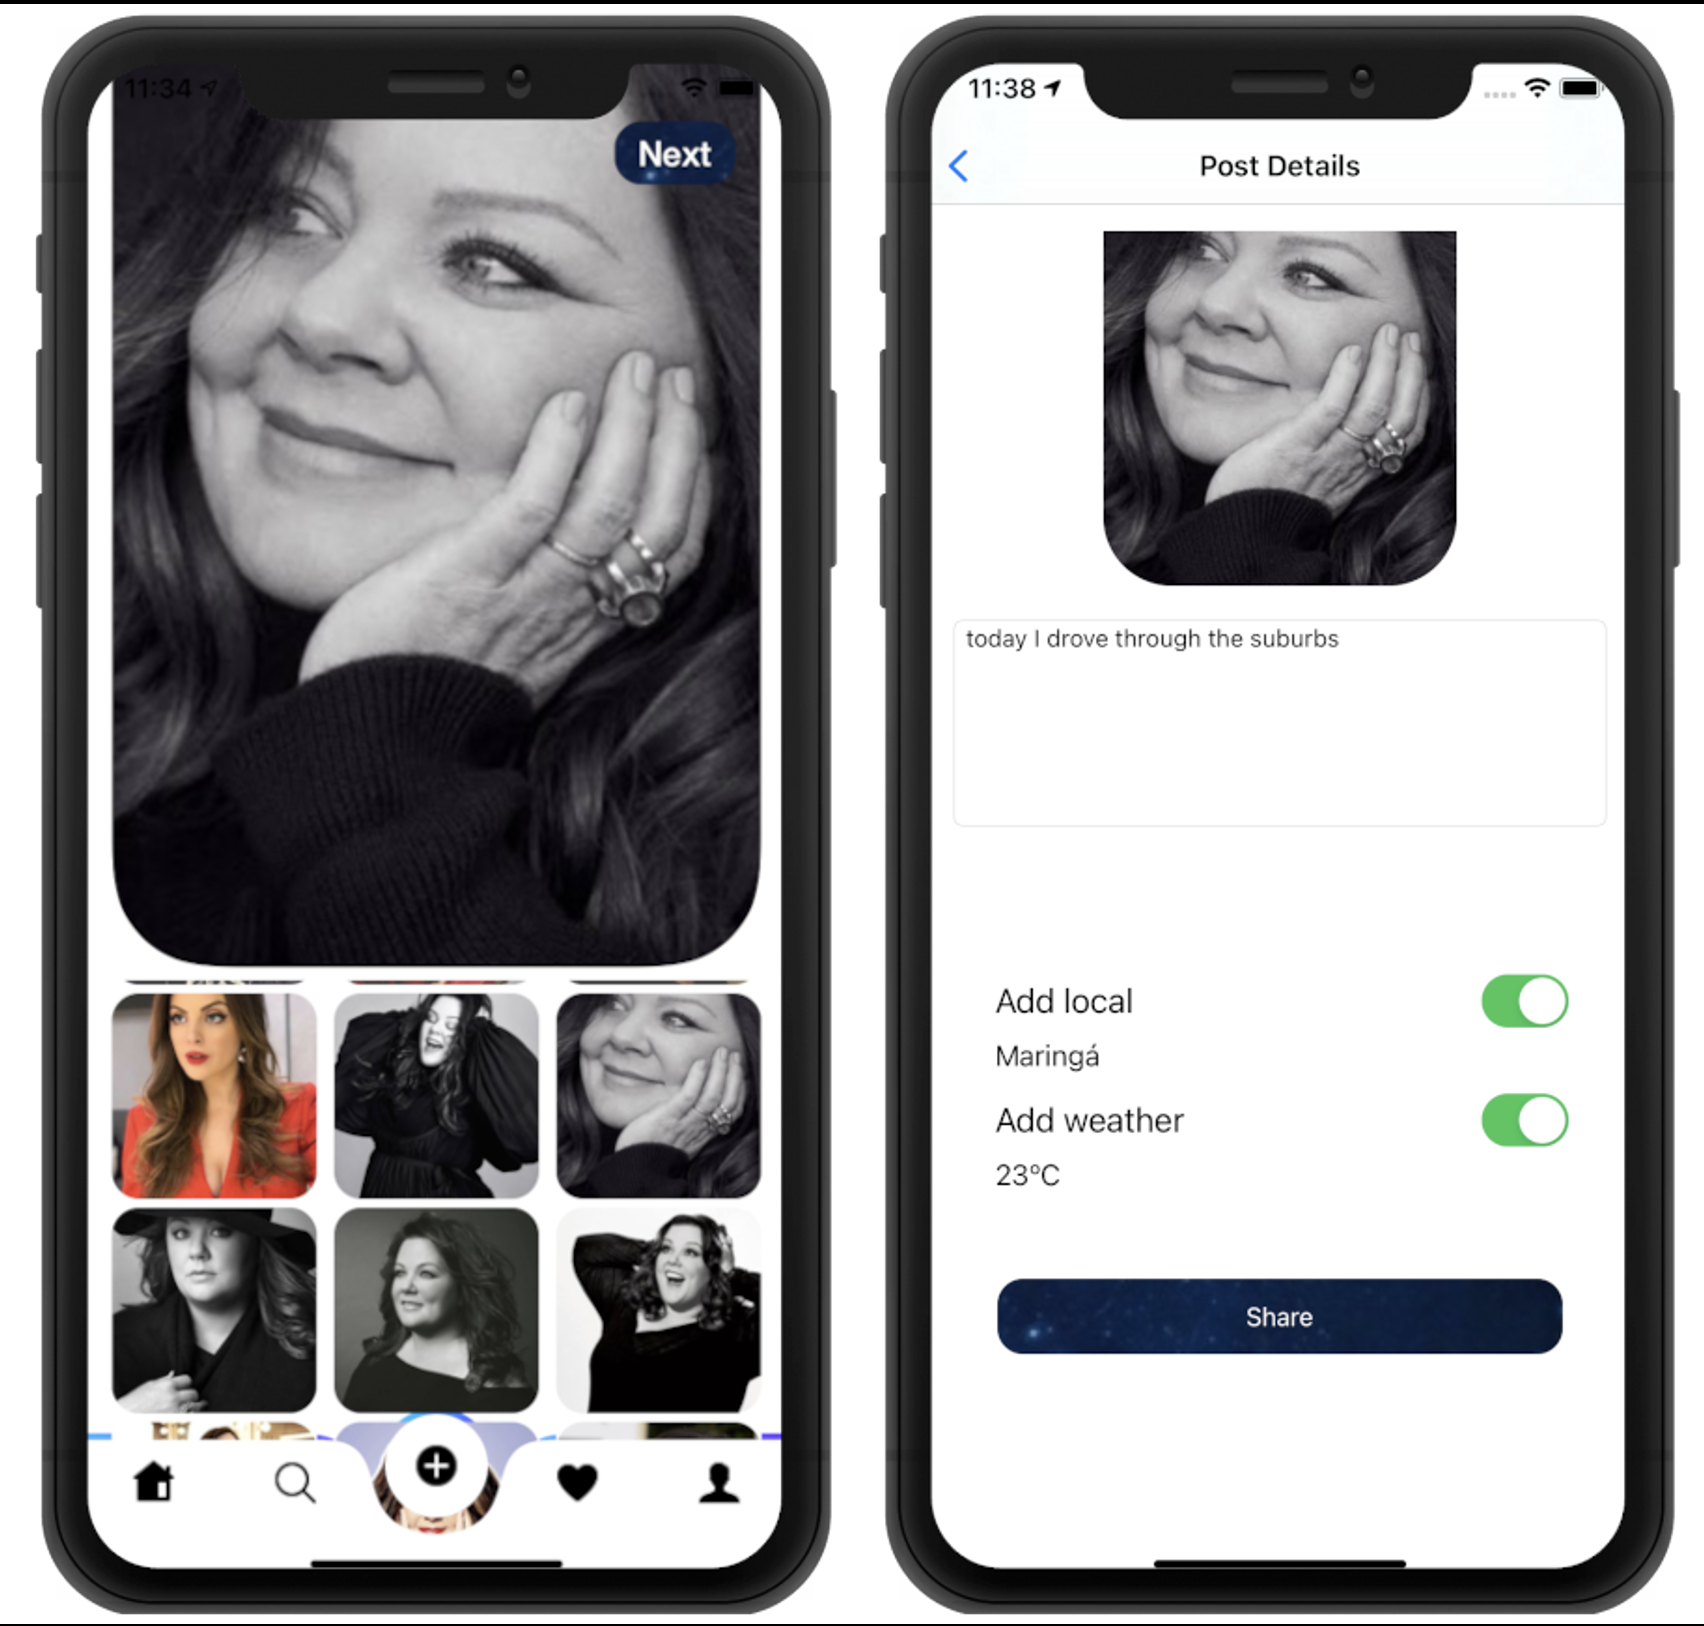 11:34
Next
11:38
Post Details
today I drove through the suburbs
Add local
Maringá
Add weather
23°C
Share